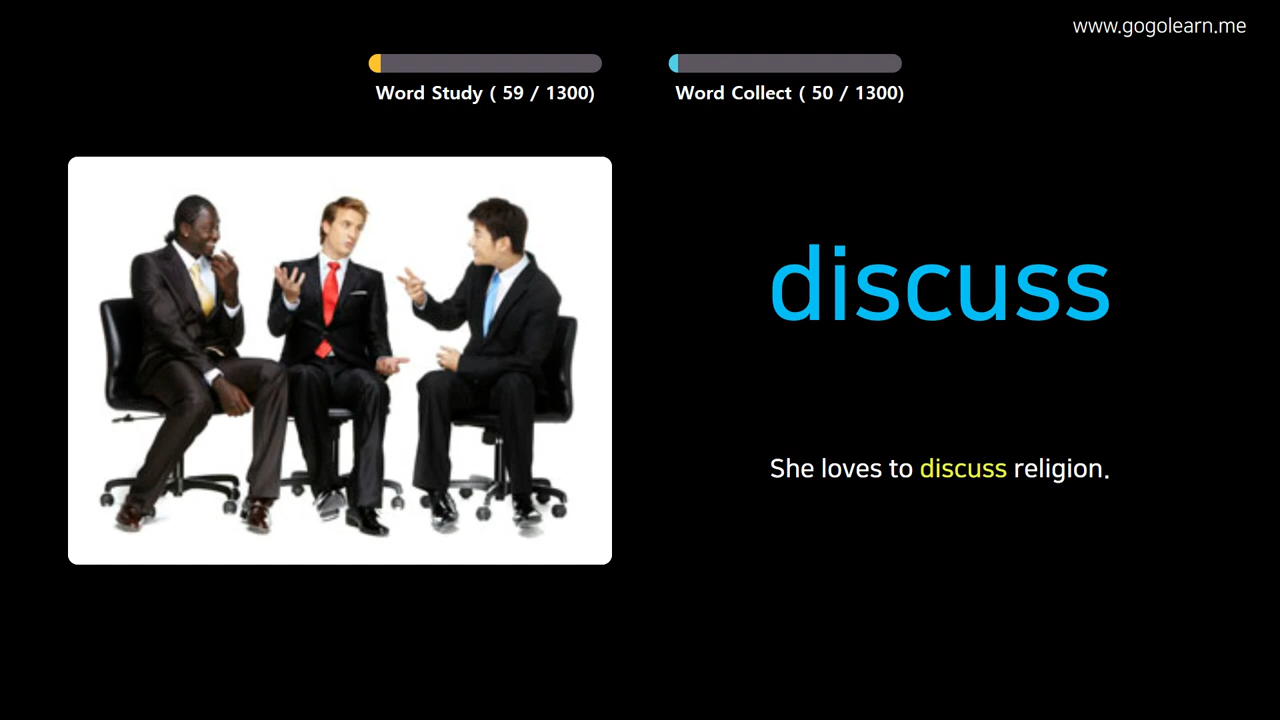 www.gogolearn.me
Word Study ( 59 / 1300)
Word Collect ( 50 / 1300)
discuss
She loves to discuss religion.